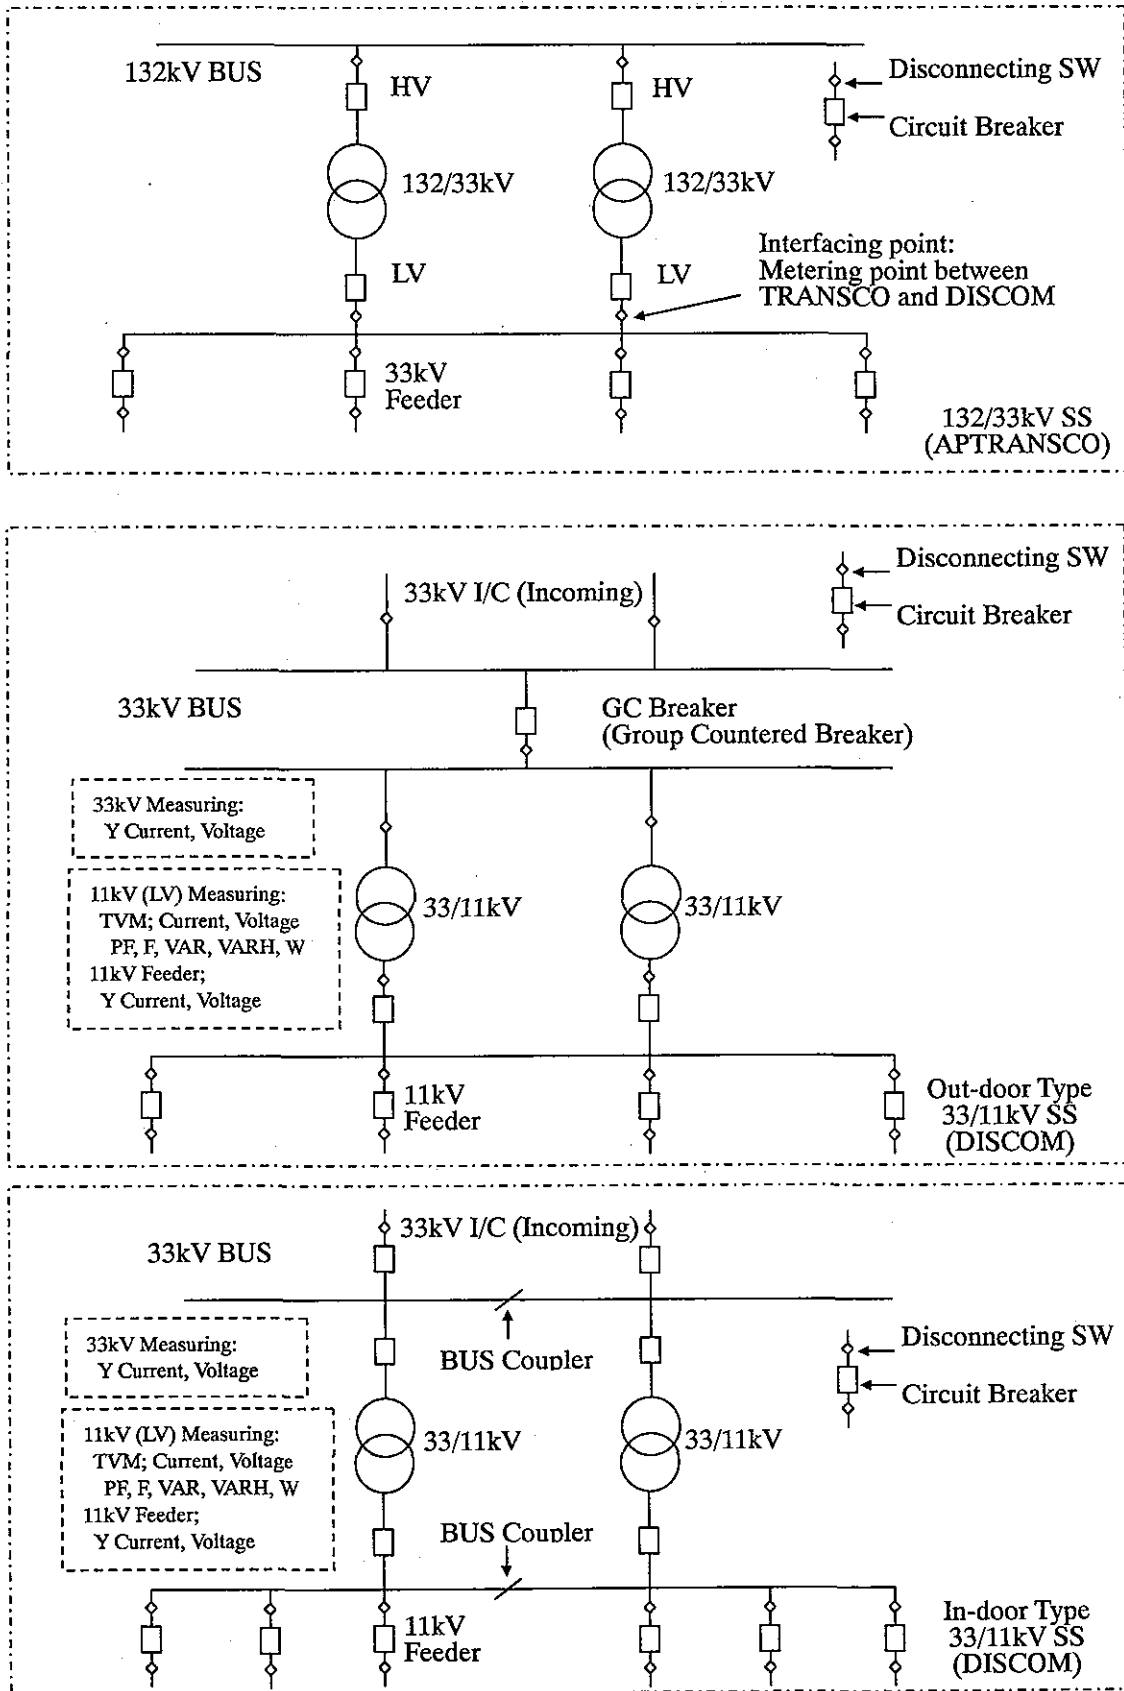 132kV BUS
HV
HV
Disconnecting SW
Circuit Breaker
132/33kV
132/33kV
Interfacing point:
Metering point between
TRANSCO and DISCOM
LV
LV
33kV
Feeder
132/33kV SS
(APTRANSCO)
33kV I/C (Incoming)
Disconnecting SW
Circuit Breaker
33kV BUS
GC Breaker
(Group Countered Breaker)
33kV Measuring:
Y Current, Voltage
11kV (LV) Measuring:
TVM; Current, Voltage
PF, F, VAR, VARH, W
11kV Feeder;
Y Current, Voltage
33/11kV
33/11kV
11kV
Feeder
Out-door Type
33/11kV SS
(DISCOM)
33kV I/C (Incoming)
33kV BUS
33kV Measuring:
Y Current, Voltage
BUS Coupler
Disconnecting SW
Circuit Breaker
11kV (LV) Measuring:
TVM; Current, Voltage
PF, F, VAR, VARH, W
11kV Feeder;
Y Current, Voltage
33/11kV
33/11kV
BUS Coupler
11kV
Feeder
In-door Type
33/11kV SS
(DISCOM)